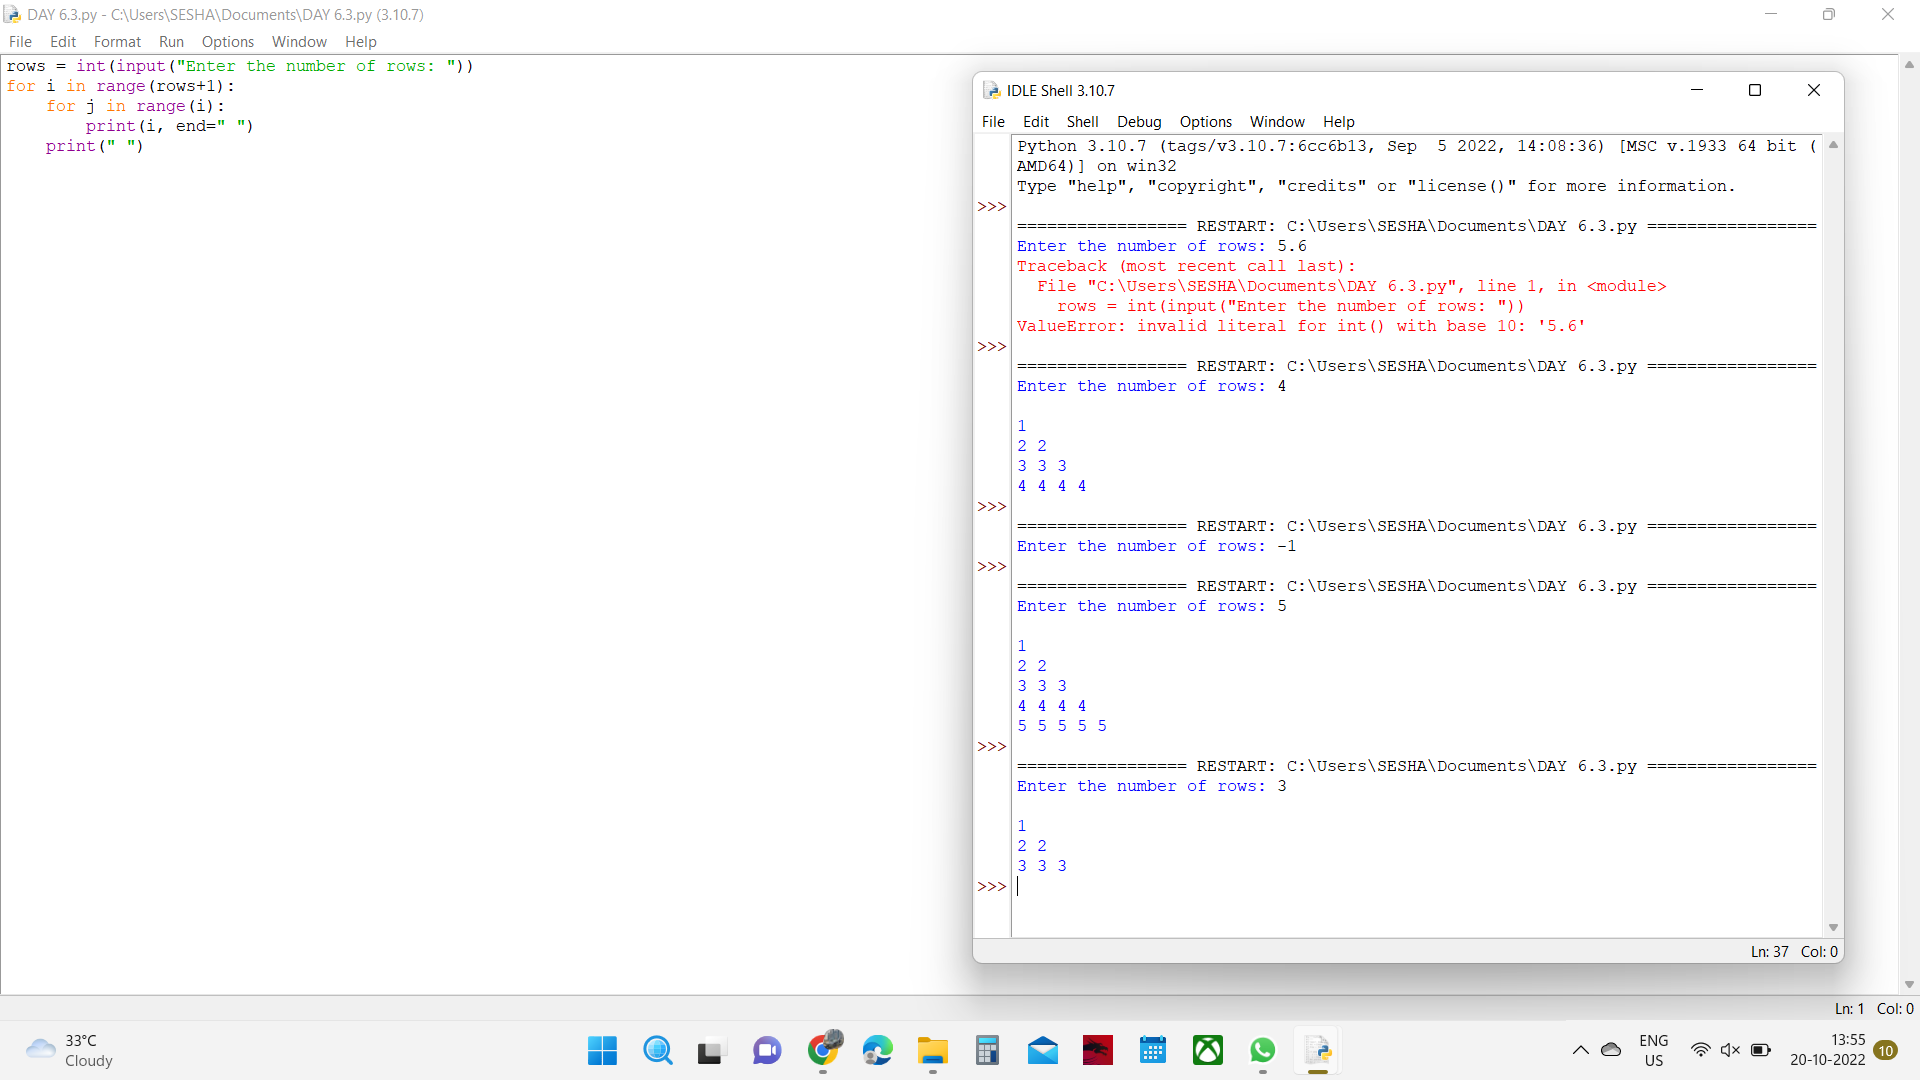 DAY 6.3.py - C:\Users\SESHA\Documents\DAY 6.3.py (3.10.7)
File Edit Format Run Options Window Help
rows = int(input("Enter the number of rows: "))
for i in range(rows+1):
    for j in range(i):
        print(i, end=" ")
    print(" ")
IDLE Shell 3.10.7
File Edit Shell Debug Options Window Help
Python 3.10.7 (tags/v3.10.7:6cc6b13, Sep  5 2022, 14:08:36) [MSC v.1933 64 bit (
AMD64)] on win32
Type "help", "copyright", "credits" or "license()" for more information.
>>>
================= RESTART: C:\Users\SESHA\Documents\DAY 6.3.py =================
Enter the number of rows: 5.6
Traceback (most recent call last):
  File "C:\Users\SESHA\Documents\DAY 6.3.py", line 1, in <module>
    rows = int(input("Enter the number of rows: "))
ValueError: invalid literal for int() with base 10: '5.6'
>>>
================= RESTART: C:\Users\SESHA\Documents\DAY 6.3.py =================
Enter the number of rows: 4
1
2 2
3 3 3
4 4 4 4
>>>
================= RESTART: C:\Users\SESHA\Documents\DAY 6.3.py =================
Enter the number of rows: -1
>>>
================= RESTART: C:\Users\SESHA\Documents\DAY 6.3.py =================
Enter the number of rows: 5
1
2 2
3 3 3
4 4 4 4
5 5 5 5 5
>>>
================= RESTART: C:\Users\SESHA\Documents\DAY 6.3.py =================
Enter the number of rows: 3
1
2 2
3 3 3
>>>
Ln: 37 Col: 0
Ln: 1 Col: 0
33°C
Cloudy
ENG
US
13:55
20-10-2022
10